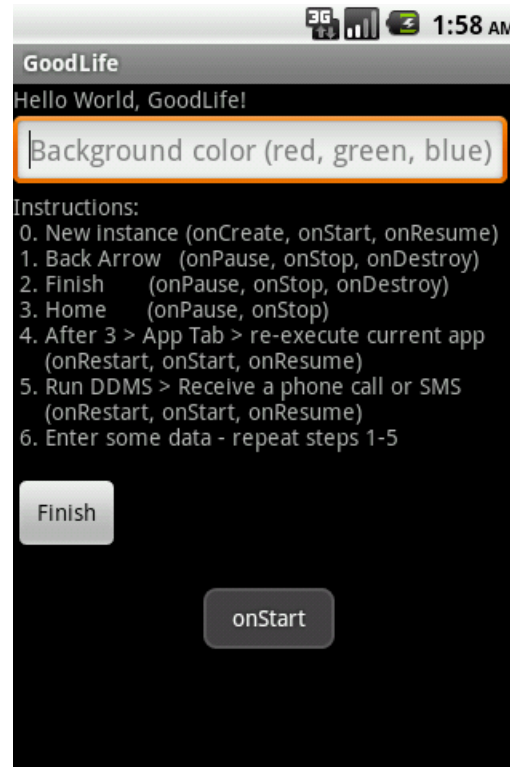 3G 1:58 AM
GoodLife
Hello World, GoodLife!
Background color (red, green, blue)
Instructions:
0. New instance (onCreate, onStart, onResume)
1. Back Arrow (onPause, onStop, onDestroy)
2. Finish (onPause, onStop, onDestroy)
3. Home (onPause, onStop)
4. After 3 > App Tab > re-execute current app
(onRestart, onStart, onResume)
5. Run DDMS > Receive a phone call or SMS
(onRestart, onStart, onResume)
6. Enter some data - repeat steps 1-5
Finish
onStart